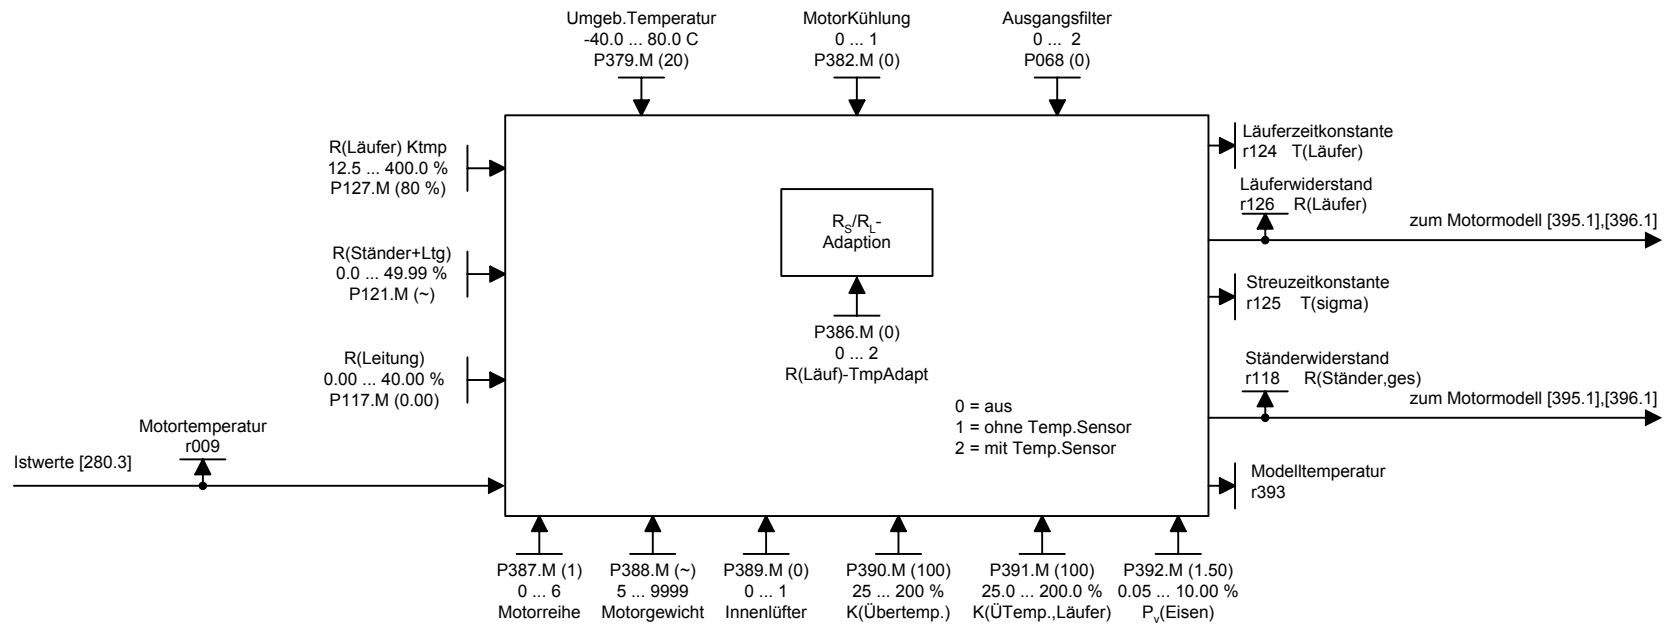 Umgeb.Temperatur
-40.0 ... 80.0 C
P379.M (20)
MotorKühlung
0 ... 1
P382.M (0)
Ausgangsfilter
0 ... 2
P068 (0)
R(Läufer) Ktmp
12.5 ... 400.0 %
P127.M (80 %)
R(Ständer+Ltg)
0.0 ... 49.99 %
P121.M (~)
R(Leitung)
0.00 ... 40.00 %
P117.M (0.00)
Motortemperatur
r009
Istwerte [280.3]
R_S/R_L-
Adaption
P386.M (0)
0 ... 2
R(Läuf)-TmpAdapt
0 = aus
1 = ohne Temp.Sensor
2 = mit Temp.Sensor
Läuferzeitkonstante
r124 T(Läufer)
Läuferwiderstand
r126 R(Läufer)
zum Motormodell [395.1],[396.1]
Streuzeitkonstante
r125 T(sigma)
Ständerwiderstand
r118 R(Ständer,ges)
zum Motormodell [395.1],[396.1]
Modelltemperatur
r393
P387.M (1)
0 ... 6
Motorreihe
P388.M (~)
5 ... 9999
Motorgewicht
P389.M (0)
0 ... 1
Innenlüfter
P390.M (100)
25 ... 200 %
K(Übertemp.)
P391.M (100)
25.0 ... 200.0 %
K(ÜTemp.,Läufer)
P392.M (1.50)
0.05 ... 10.00 %
P_v(Eisen)